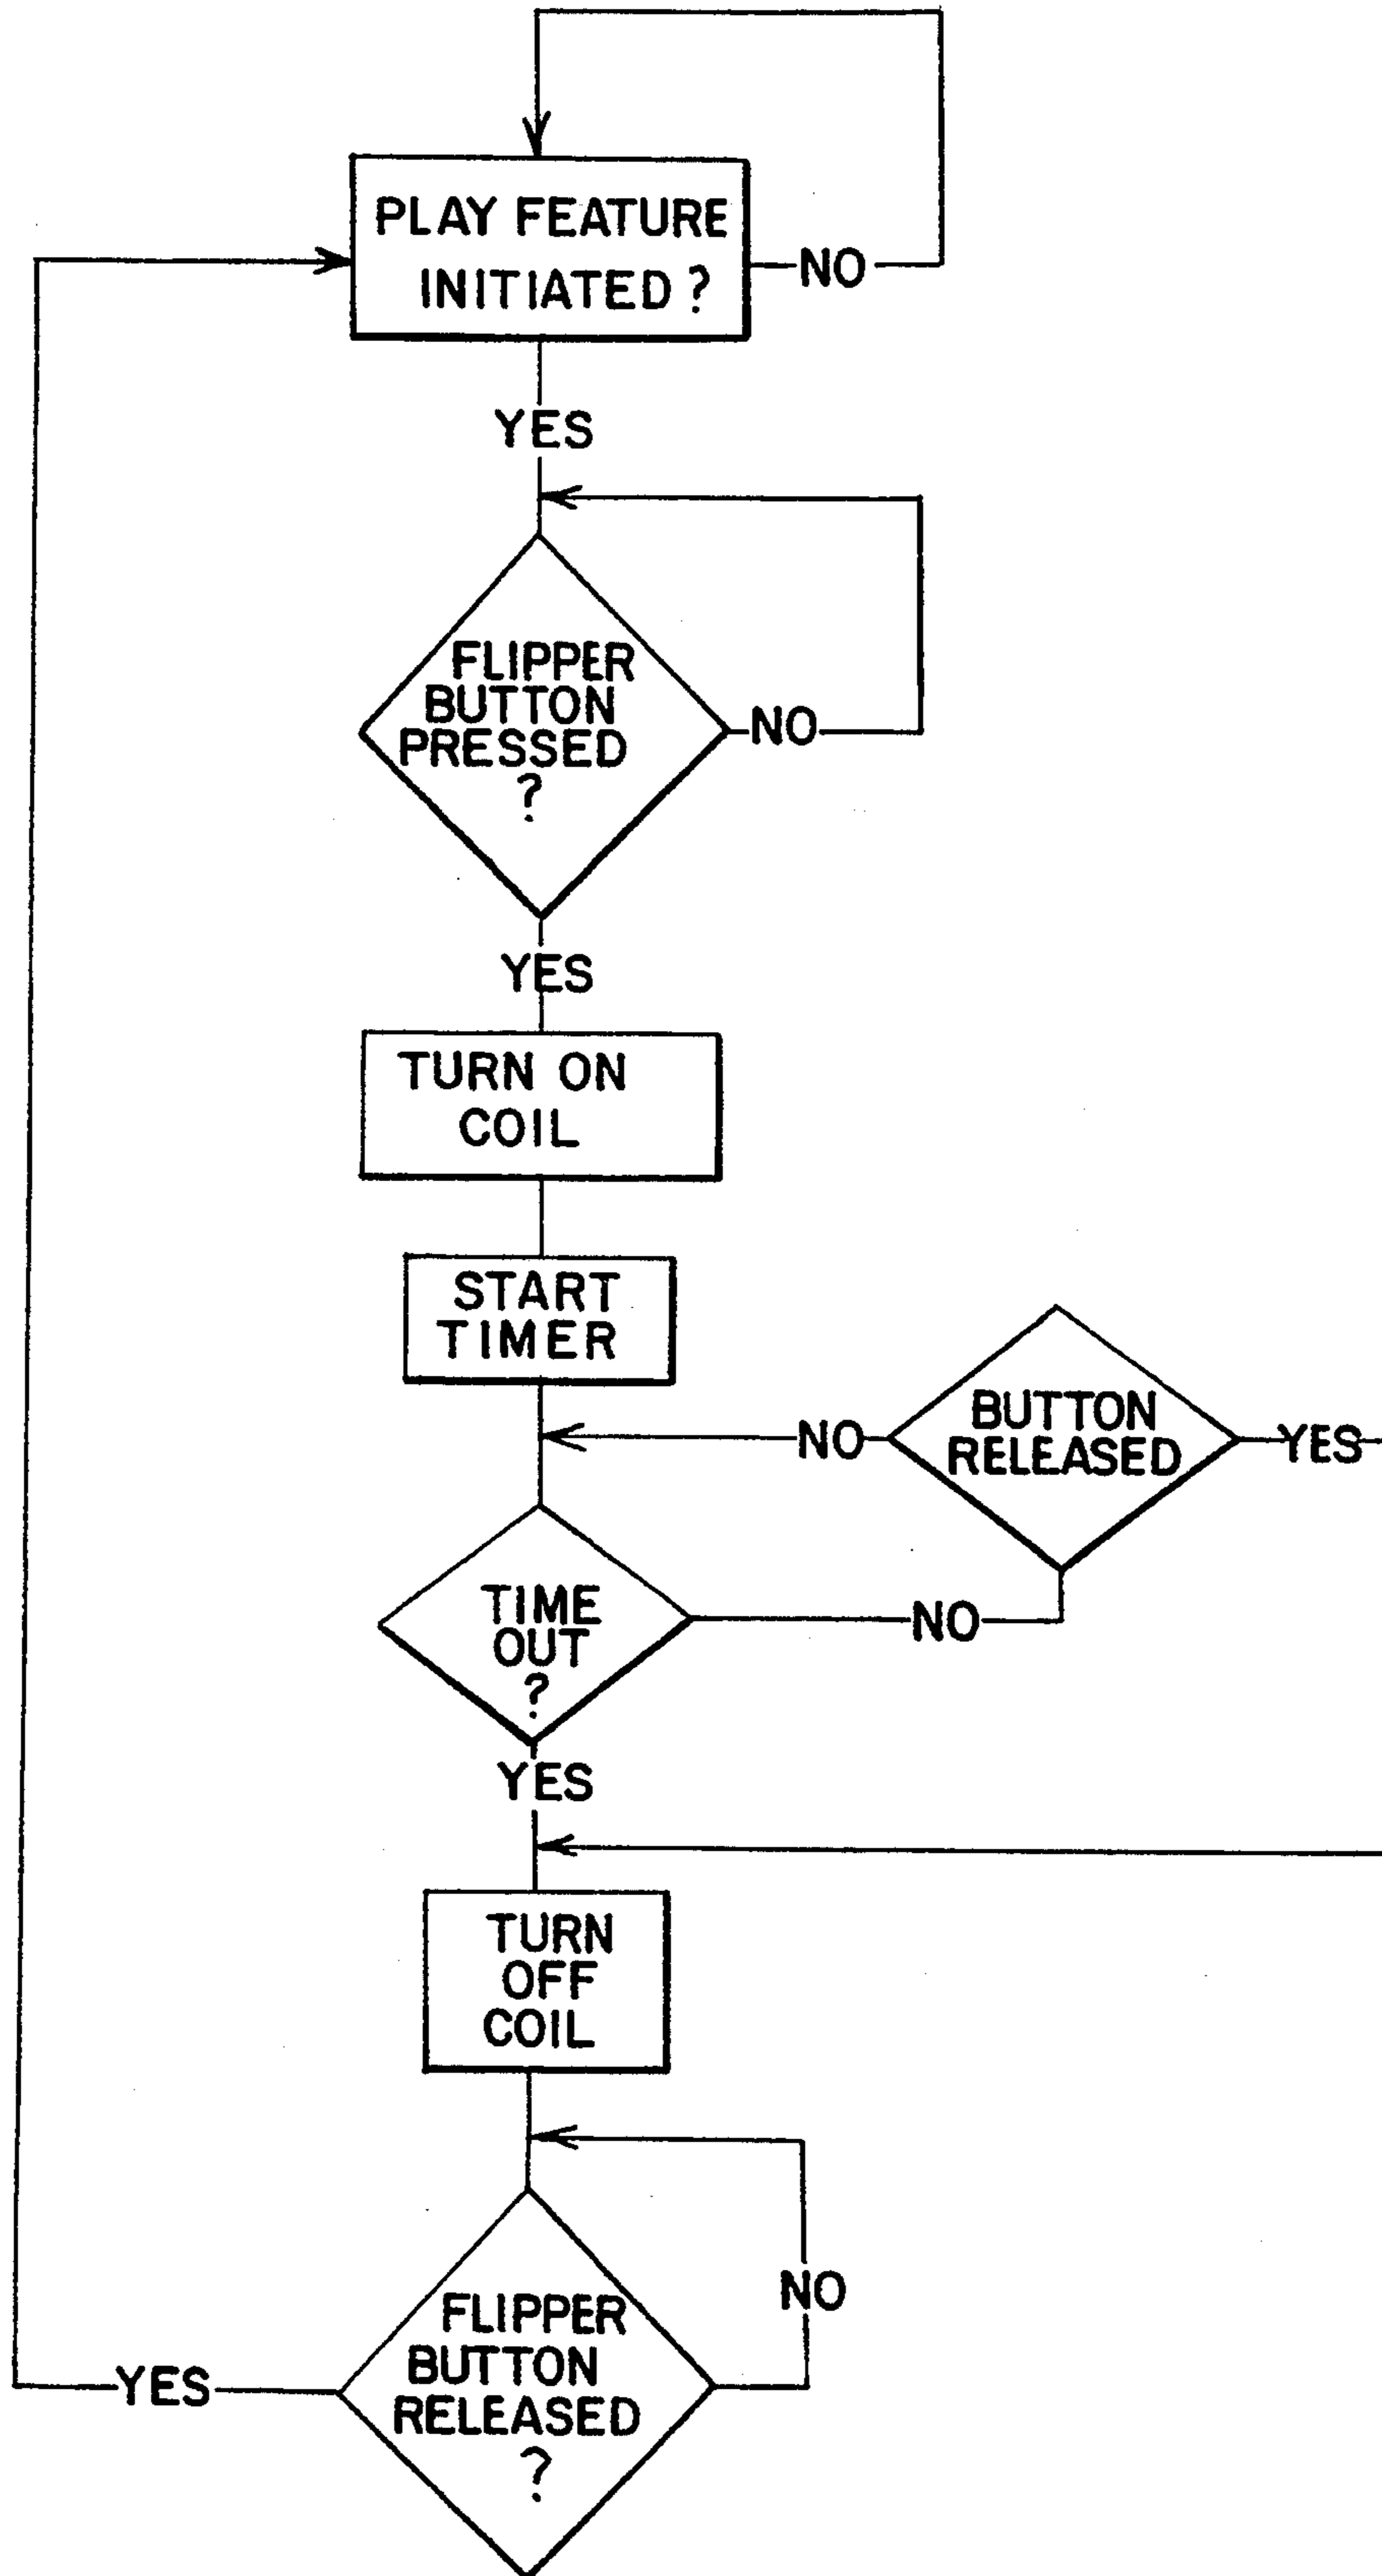 PLAY FEATURE
INITIATED ?
NO
YES
FLIPPER
BUTTON
PRESSED
?
NO
YES
TURN ON
COIL
START
TIMER
BUTTON
RELEASED
NO
YES
TIME
OUT
?
NO
YES
TURN
OFF
COIL
FLIPPER
BUTTON
RELEASED
?
NO
YES